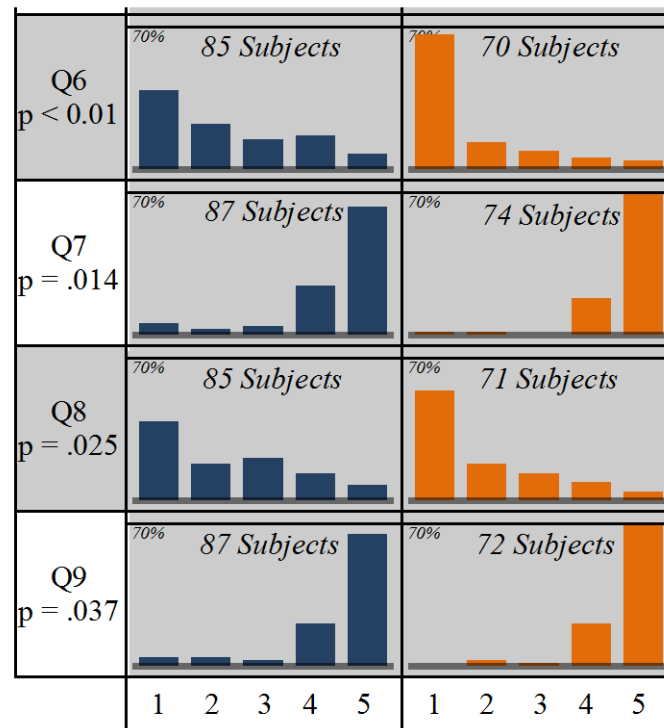 Q6
p < 0.01
70%
85 Subjects
70%
70 Subjects
Q7
p = .014
70%
87 Subjects
70%
74 Subjects
Q8
p = .025
70%
85 Subjects
70%
71 Subjects
Q9
p = .037
70%
87 Subjects
70%
72 Subjects
1 2 3 4 5 1 2 3 4 5